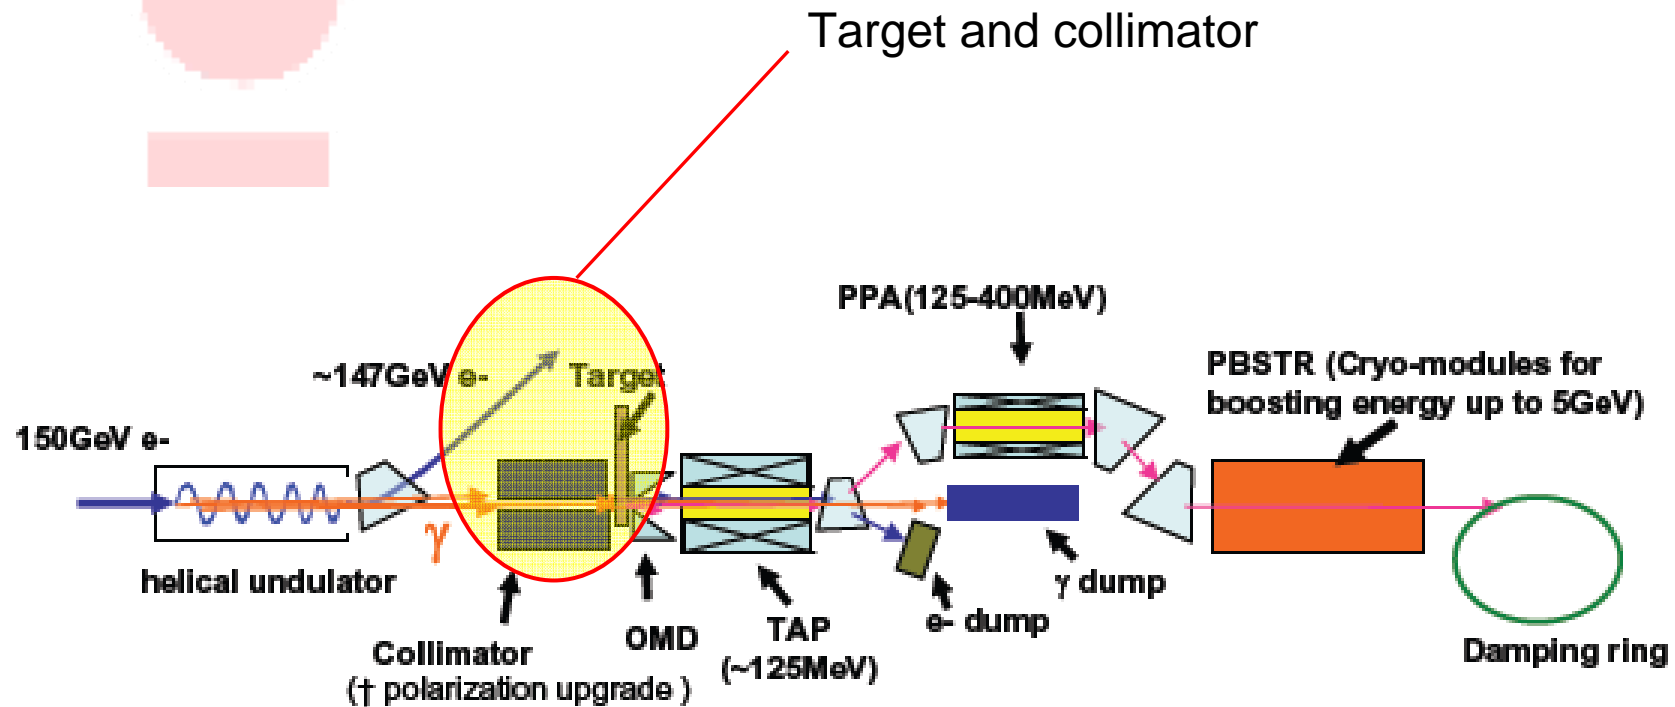 Target and collimator
PPA(125-400MeV)
PBSTR (Cryo-modules for
boosting energy up to 5GeV)
~147GeV e-
Target
150GeV e-
γ
helical undulator
Collimator
(† polarization upgrade )
OMD
TAP
(~125MeV)
e- dump
γ dump
Damping ring